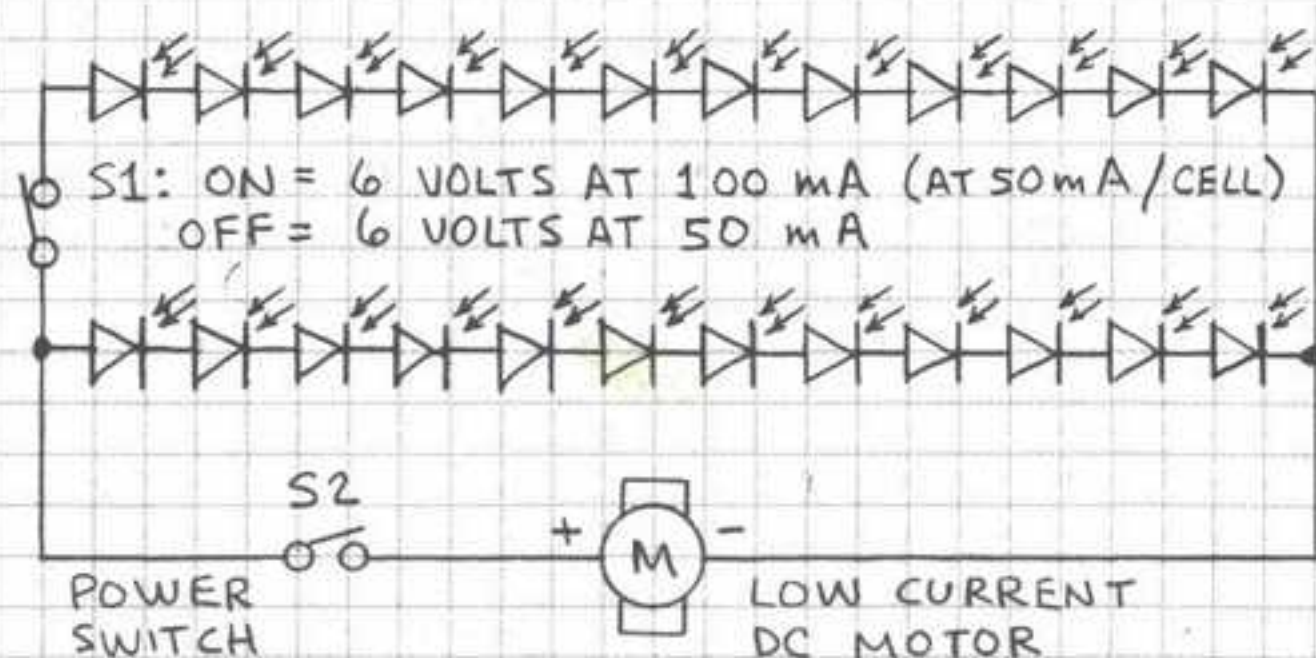 S1: ON = 6 VOLTS AT 100 mA (AT 50mA/CELL)
OFF = 6 VOLTS AT 50 mA
S2
+ M -
POWER
SWITCH
LOW CURRENT
DC MOTOR